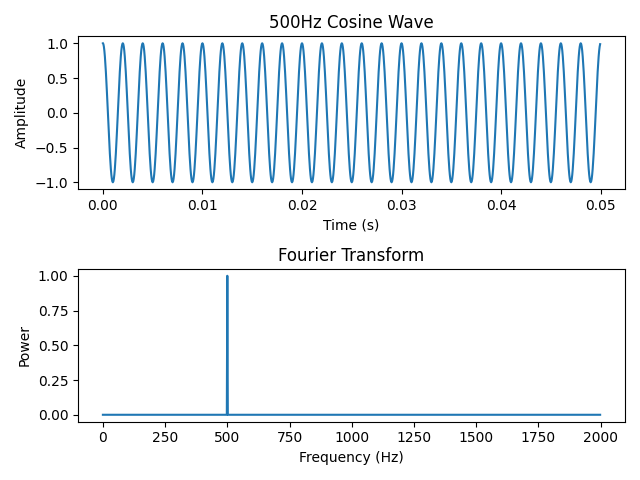 500Hz Cosine Wave
1.0
0.5
0.0
−0.5
−1.0
Amplitude
0.00 0.01 0.02 0.03 0.04 0.05
Time (s)
Fourier Transform
1.00
0.75
0.50
0.25
0.00
Power
0 250 500 750 1000 1250 1500 1750 2000
Frequency (Hz)